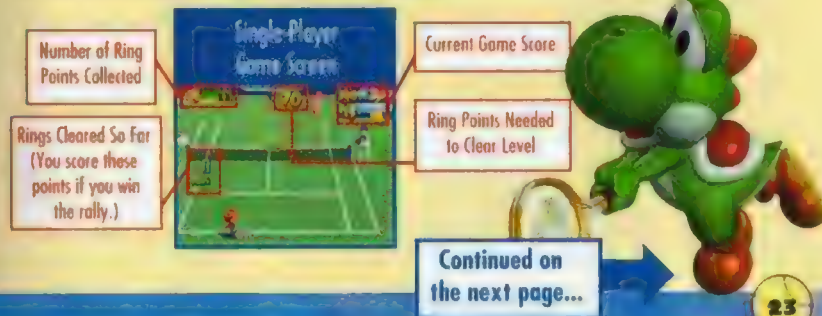 Single-Player
Game Screen
Number of Ring
Points Collected
Current Game Score
Rings Cleared So Far
(You score these
points if you win
the rally.)
Ring Points Needed
to Clear Level
Continued on
the next page...
23